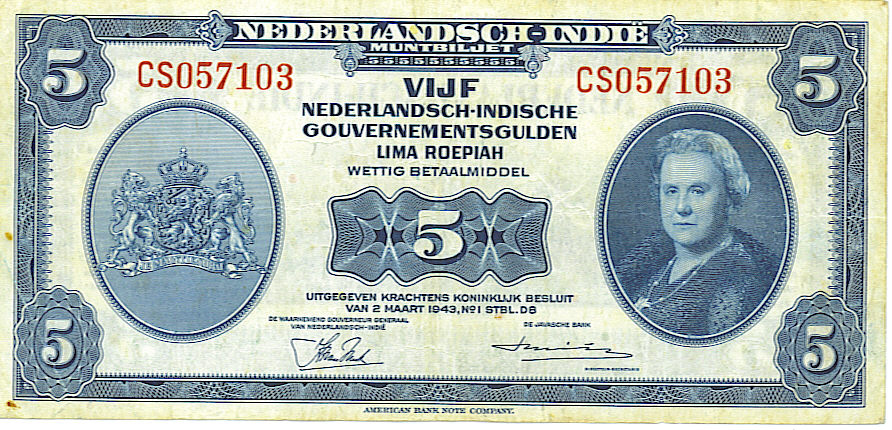 NEDERLANDSCH-INDIË
MUNTBILJET
5555555555
5
CS057103
CS057103
5
VIJF
NEDERLANDSCH-INDISCHE
GOUVERNEMENTSGULDEN
LIMA ROEPIAH
WETTIG BETAALMIDDEL
5
UITGEGEVEN KRACHTENS KONINKLIJK BESLUIT
VAN 2 MAART 1943, Nº1 STBL. D6
DE WAARNEMEND GOUVERNEUR GENERAAL
VAN NEDERLANDSCH-INDIË
DE JAVASCHE BANK
5
5
AMERICAN BANK NOTE COMPANY.